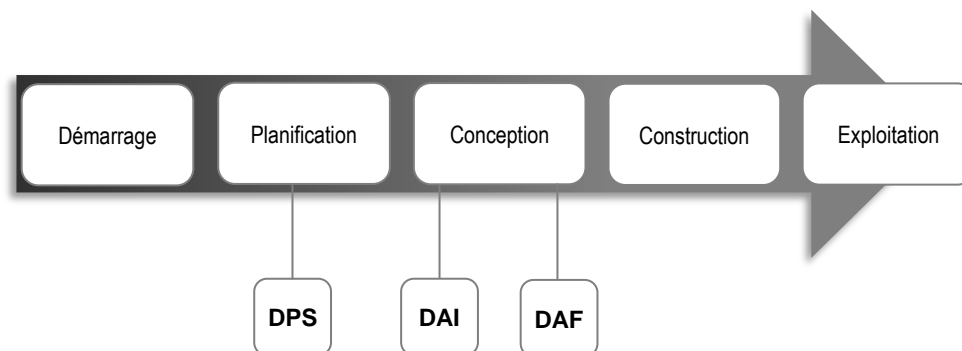 Démarrage
Planification
Conception
Construction
Exploitation
DPS
DAI
DAF